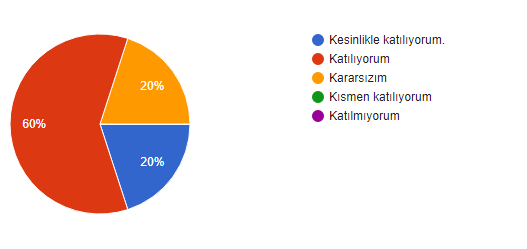 60%
20%
20%
Kesinlikle katılıyorum.
Katılıyorum
Kararsızım
Kısmen katılıyorum
Katılmıyorum